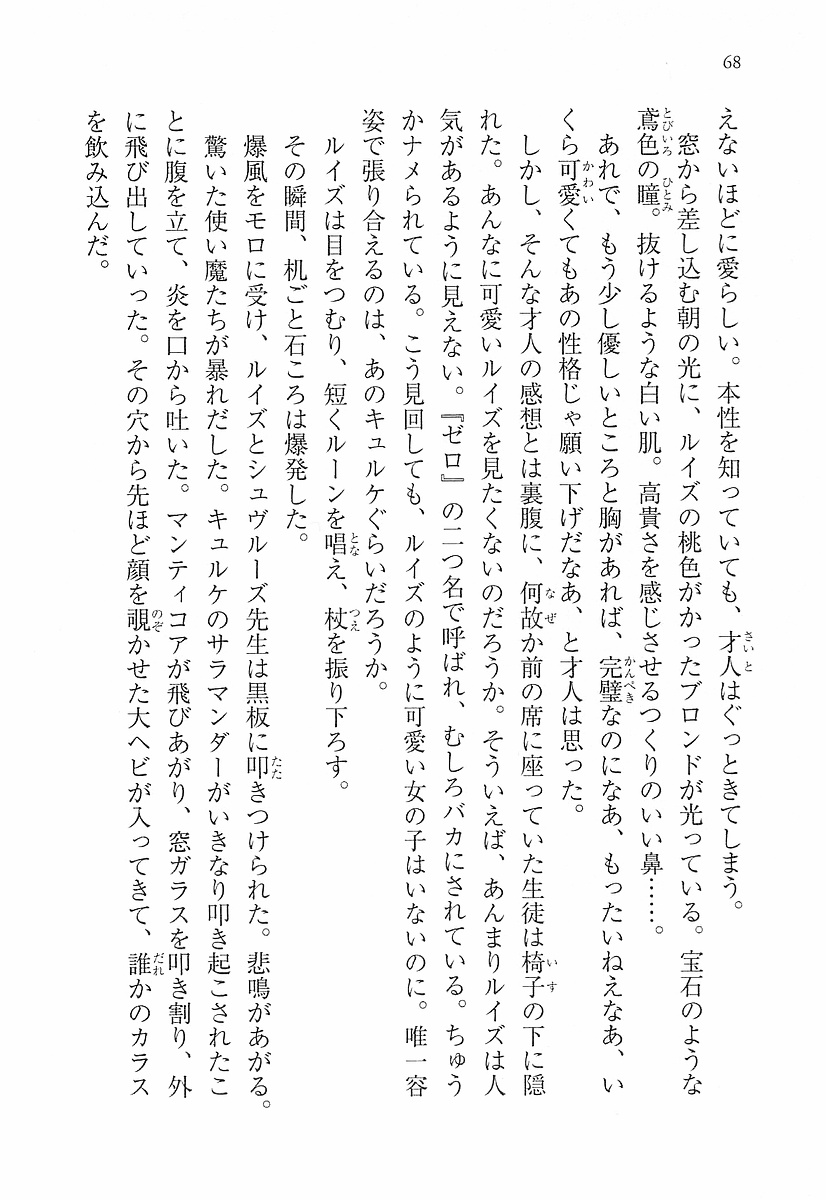 68
えないほどに愛らしい。本性を知っていても、才人はぐっときてしまう。
窓から差し込む朝の光に、ルイズの桃色がかったブロンドが光っている。宝石のような
鳶色の瞳。抜けるような白い肌。高貴さを感じさせるつくりのいい鼻……。
あれで、もう少し優しいところと胸があれば、完璧なのになあ、もったいねえなあ、い
くら可愛くてもあの性格じゃ願い下げだなあ、と才人は思った。
しかし、そんな才人の感想とは裏腹に、何故か前の席に座っていた生徒は椅子の下に隠
れた。あんなに可愛いルイズを見たくないのだろうか。そういえば、あんまりルイズは人
気があるように見えない。『ゼロ』の二つ名で呼ばれ、むしろバカにされている。ちゅう
かナメられている。こう見回しても、ルイズのように可愛い女の子はいないのに。唯一容
姿で張り合えるのは、あのキュルケぐらいだろうか。
ルイズは目をつむり、短くルーンを唱え、杖を振り下ろす。
その瞬間、机ごと石ころは爆発した。
爆風をモロに受け、ルイズとシュヴルーズ先生は黒板に叩きつけられた。悲鳴があがる。
驚いた使い魔たちが暴れだした。キュルケのサラマンダーがいきなり叩き起こされたこ
とに腹を立て、炎を口から吐いた。マンティコアが飛びあがり、窓ガラスを叩き割り、外
に飛び出していった。その穴から先ほど顔を覗かせた大ヘビが入ってきて、誰かのカラス
を飲み込んだ。